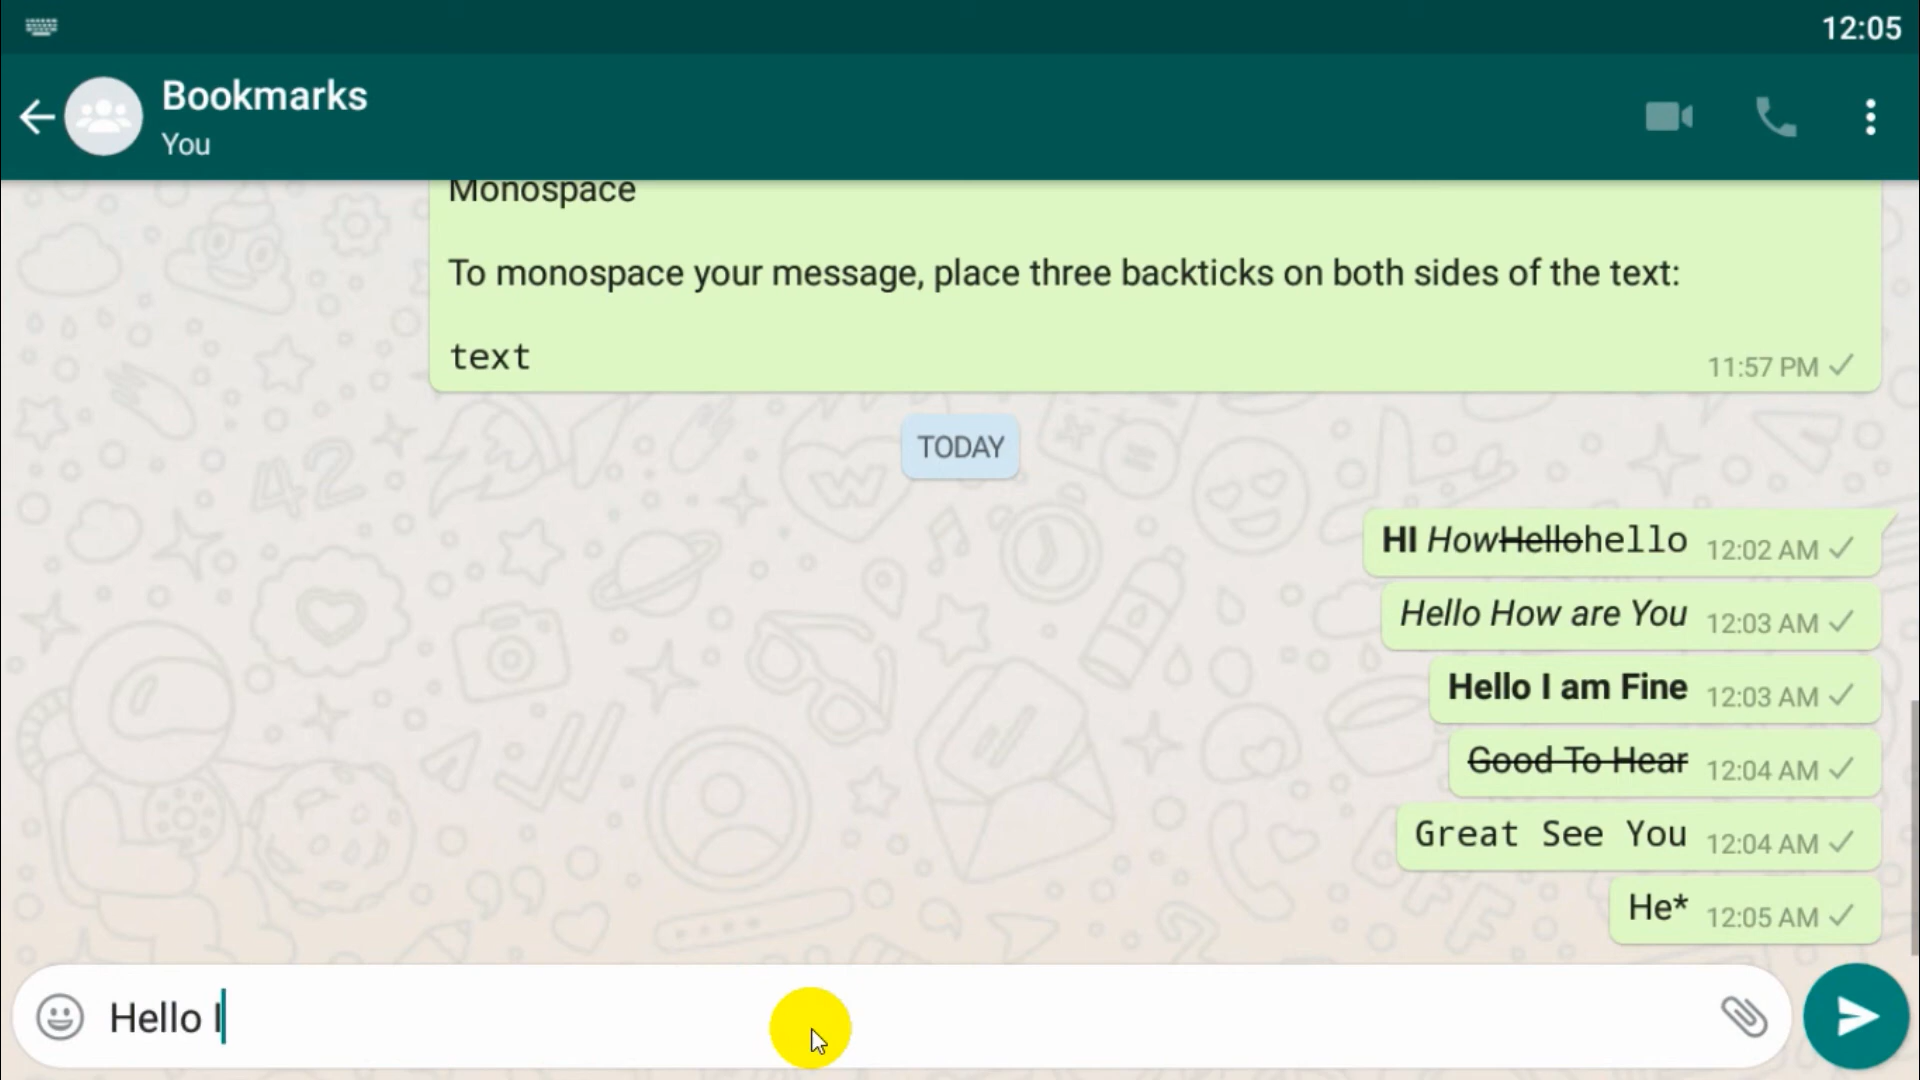 12:05
Bookmarks
You
Monospace
To monospace your message, place three backticks on both sides of the text:
text
11:57 PM
TODAY
HI HowHellohello 12:02 AM
Hello How are You 12:03 AM
Hello I am Fine 12:03 AM
Good To Hear 12:04 AM
Great See You 12:04 AM
He* 12:05 AM
Hello I